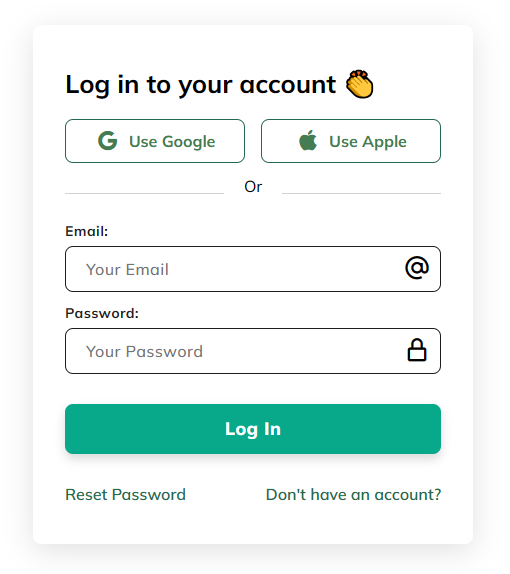 Log in to your account 👏
Use Google
Use Apple
Or
Email:
Your Email
Password:
Your Password
Log In
Reset Password
Don't have an account?